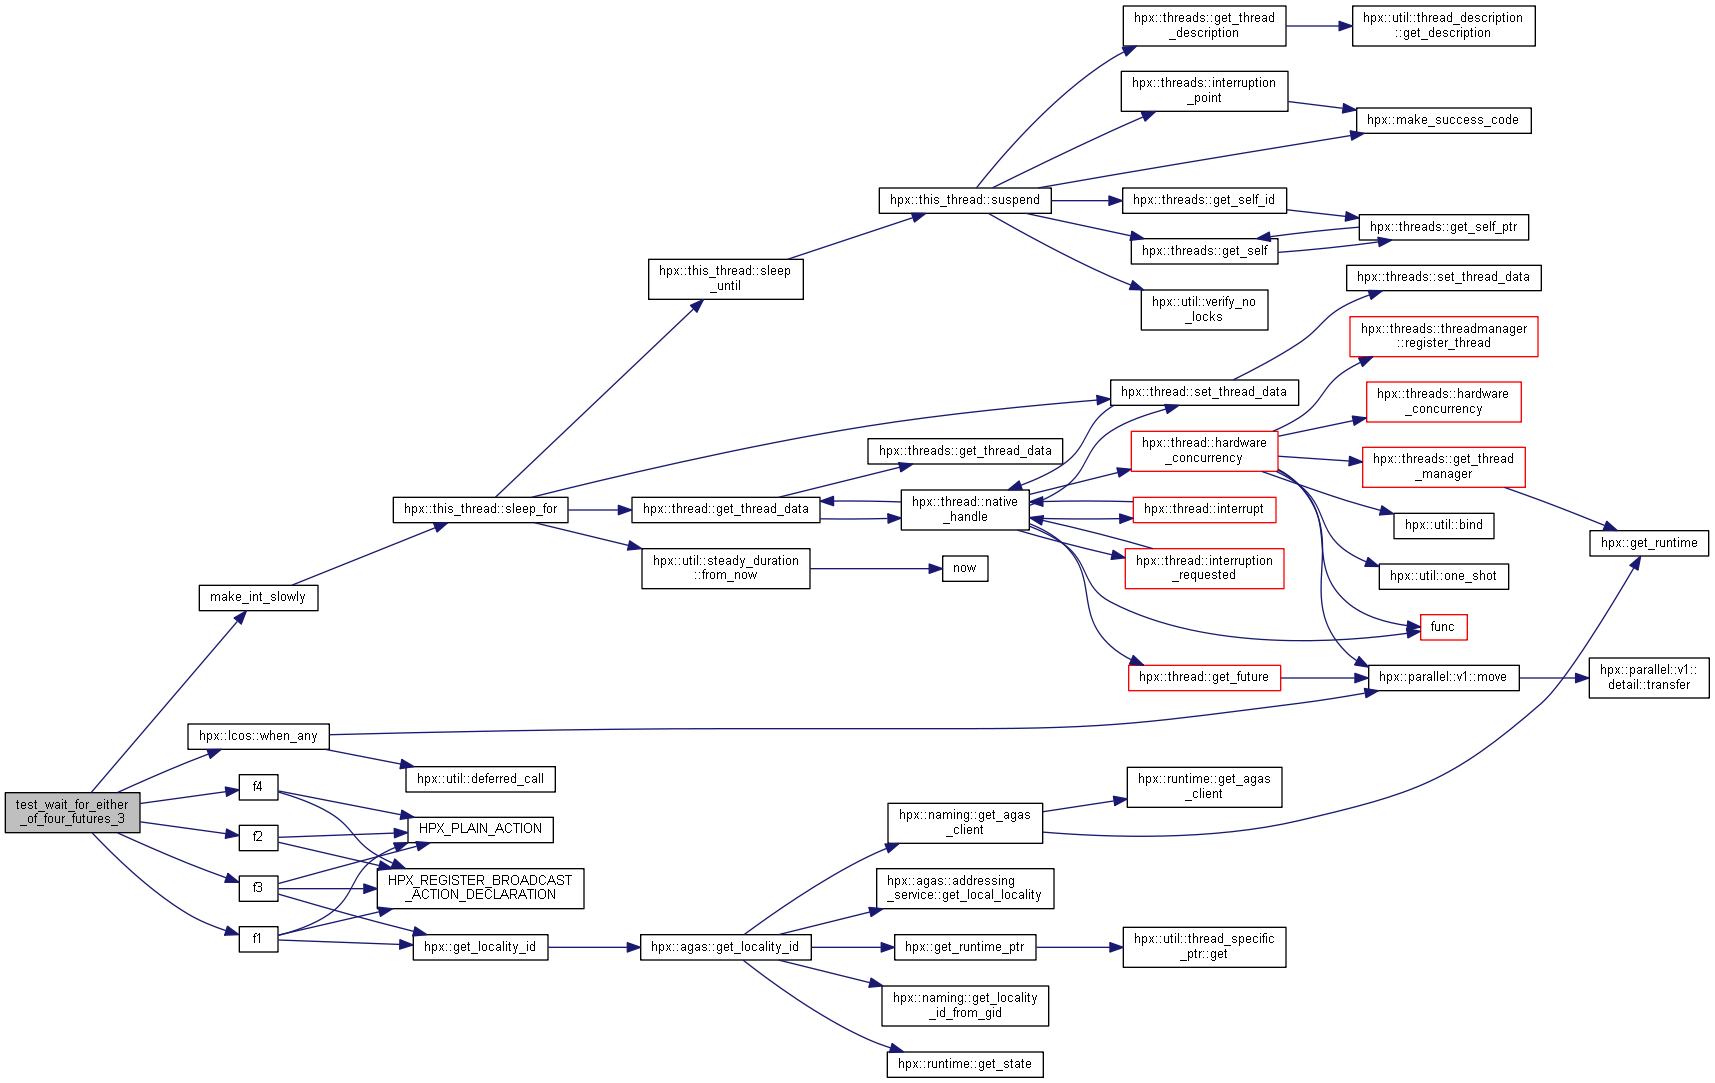 hpx::threads::get_thread
_description
hpx::util::thread_description
::get_description
hpx::threads::interruption
_point
hpx::make_success_code
hpx::this_thread::suspend
hpx::threads::get_self_id
hpx::threads::get_self_ptr
hpx::threads::get_self
hpx::this_thread::sleep
_until
hpx::threads::set_thread_data
hpx::util::verify_no
_locks
hpx::threads::threadmanager
::register_thread
hpx::thread::set_thread_data
hpx::threads::hardware
_concurrency
hpx::threads::get_thread_data
hpx::thread::hardware
_concurrency
hpx::threads::get_thread
_manager
hpx::this_thread::sleep_for
hpx::thread::get_thread_data
hpx::thread::native
_handle
hpx::thread::interrupt
hpx::util::bind
hpx::get_runtime
hpx::util::steady_duration
::from_now
now
hpx::thread::interruption
_requested
hpx::util::one_shot
make_int_slowly
func
hpx::thread::get_future
hpx::parallel::v1::move
hpx::parallel::v1::
detail::transfer
hpx::lcos::when_any
hpx::util::deferred_call
hpx::runtime::get_agas
_client
f4
test_wait_for_either
_of_four_futures_3
hpx::naming::get_agas
_client
f2
HPX_PLAIN_ACTION
f3
HPX_REGISTER_BROADCAST
_ACTION_DECLARATION
hpx::agas::addressing
_service::get_local_locality
f1
hpx::get_locality_id
hpx::agas::get_locality_id
hpx::get_runtime_ptr
hpx::util::thread_specific
_ptr::get
hpx::naming::get_locality
_id_from_gid
hpx::runtime::get_state